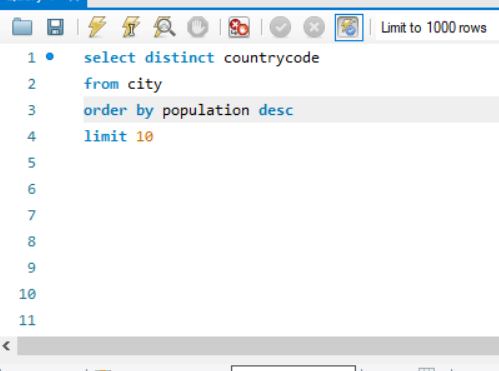 Limit to 1000 rows
1 select distinct countrycode
2 from city
3 order by population desc
4 limit 10
5
6
7
8
9
10
11